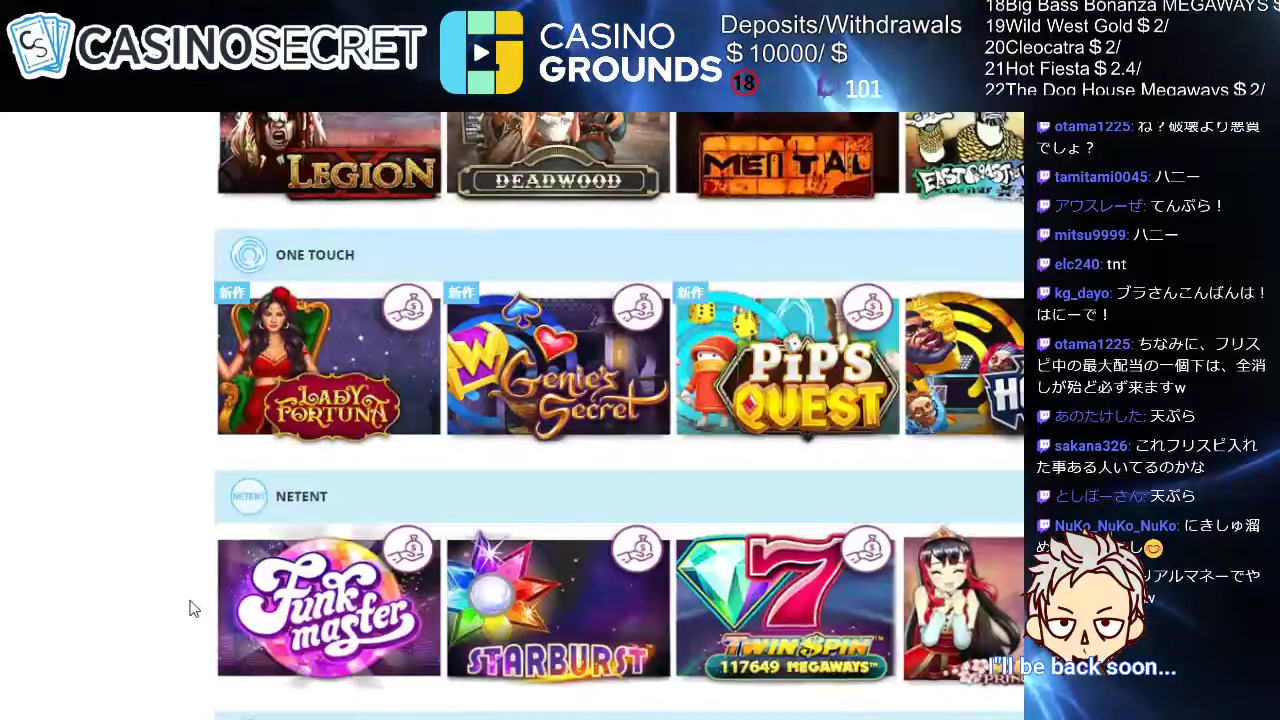 CS CASINOSECRET
CASINO
GROUNDS
Deposits/Withdrawals
$ 10000/ $
18
101
18Big Bass Bonanza MEGAWAYS $
19Wild West Gold $ 2/
20Cleocatra $ 2/
21Hot Fiesta $ 2.4/
22The Dog House Megaways $ 2/
LEGION X
DEADWOOD
MENTAL
EAST COAST
ONE TOUCH
新作
LADY
FORTUNA
新作
Genie's
Secret
新作
PIP'S
QUEST
NETENT
NETENT
Funk
master
STARBURST™
TWIN SPIN™
117649 MEGAWAYS™
otama1225: ね？破壊より悪質
でしょ？
tamitami0045: ハニー
アウスレーぜ: てんぷら！
mitsu9999: ハニー
elc240: tnt
kg_dayo: ブラさんこんばんは！
はにーで！
otama1225: ちなみに、フリス
ピ中の最大配当の一個下は、全消
しが殆ど必ず来ますw
あのたけした: 天ぷら
sakana326: これフリスピ入れ
た事ある人いてるのかな
としぼーさん: 天ぷら
NuKo_NuKo_NuKo: にきしゅ溜
め
し😊
リアルマネーでや
I'll be back soon...